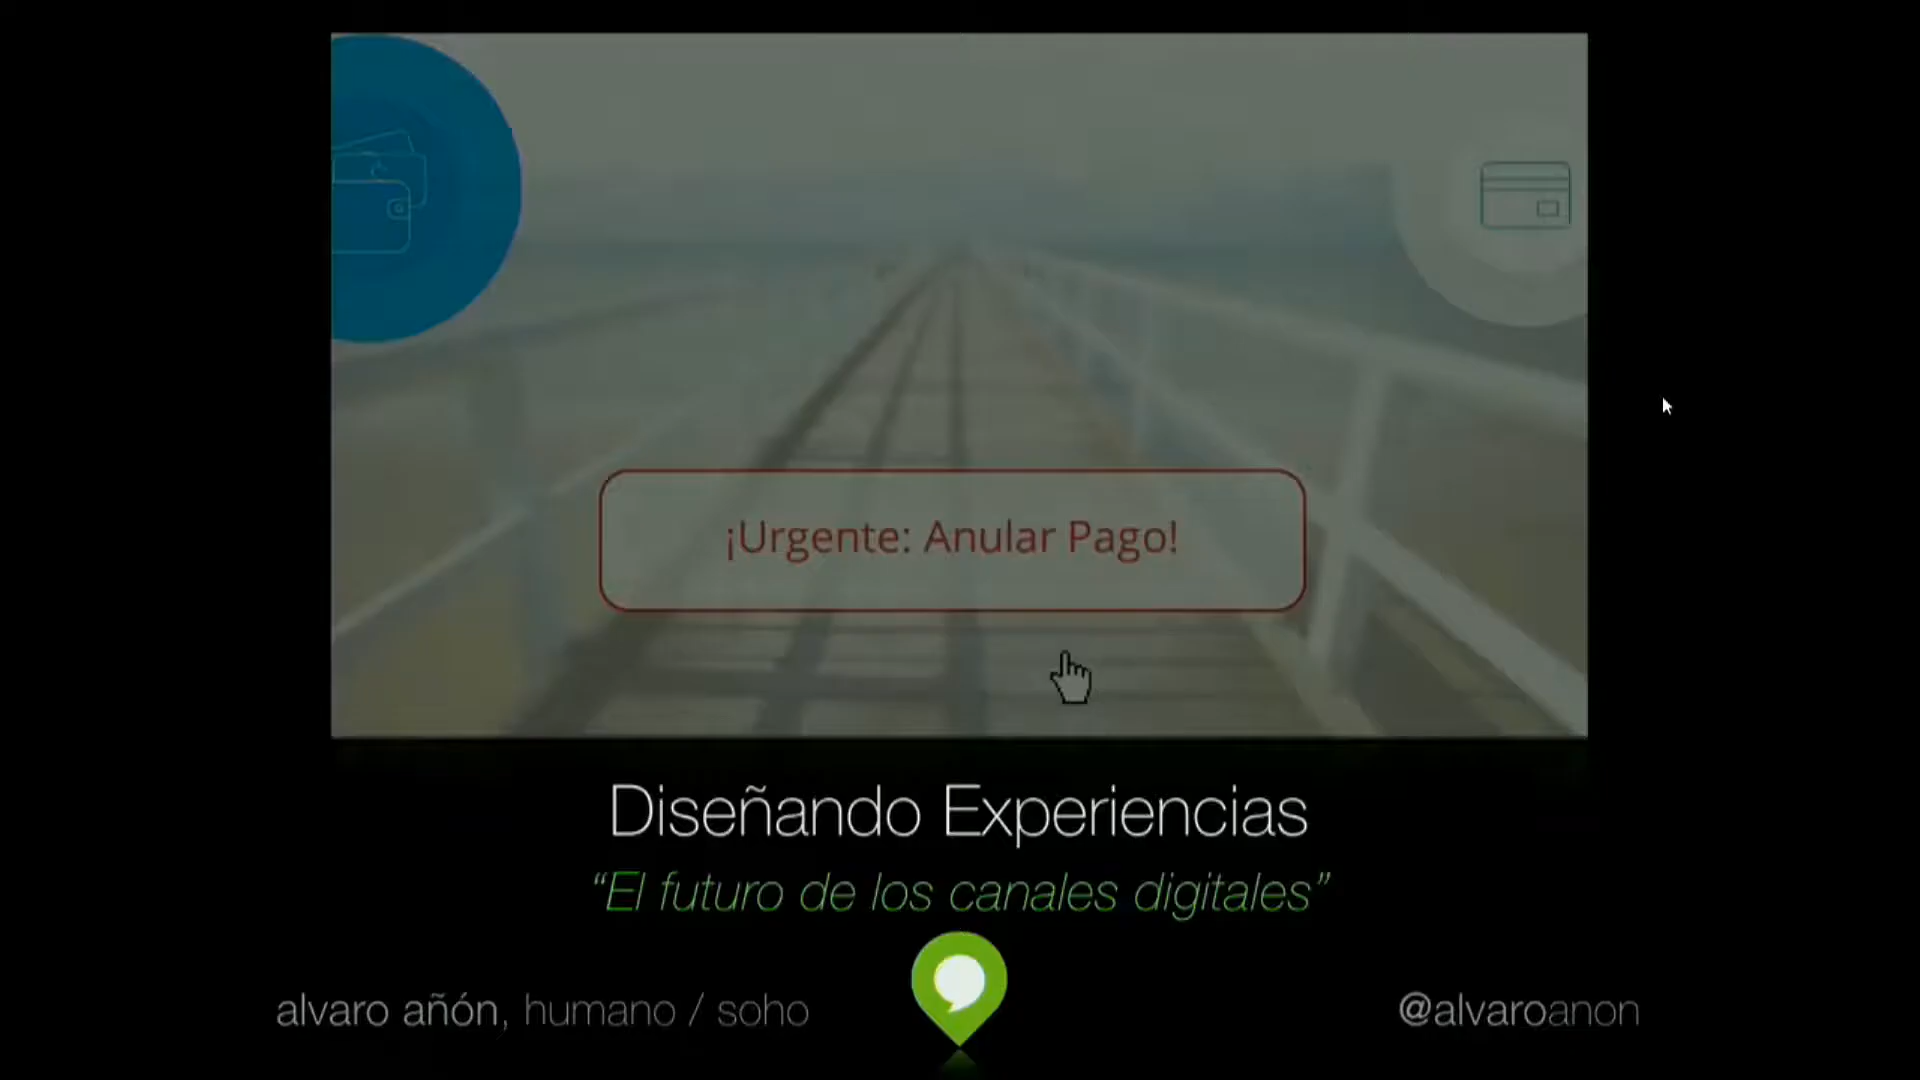 ¡Urgente: Anular Pago!
Diseñando Experiencias
“El futuro de los canales digitales”
alvaro añón, humano / soho
@alvaroanon